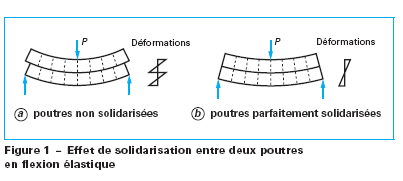 P Déformations P Déformations
a poutres non solidarisées b poutres parfaitement solidarisées
Figure 1 – Effet de solidarisation entre deux poutres
en flexion élastique